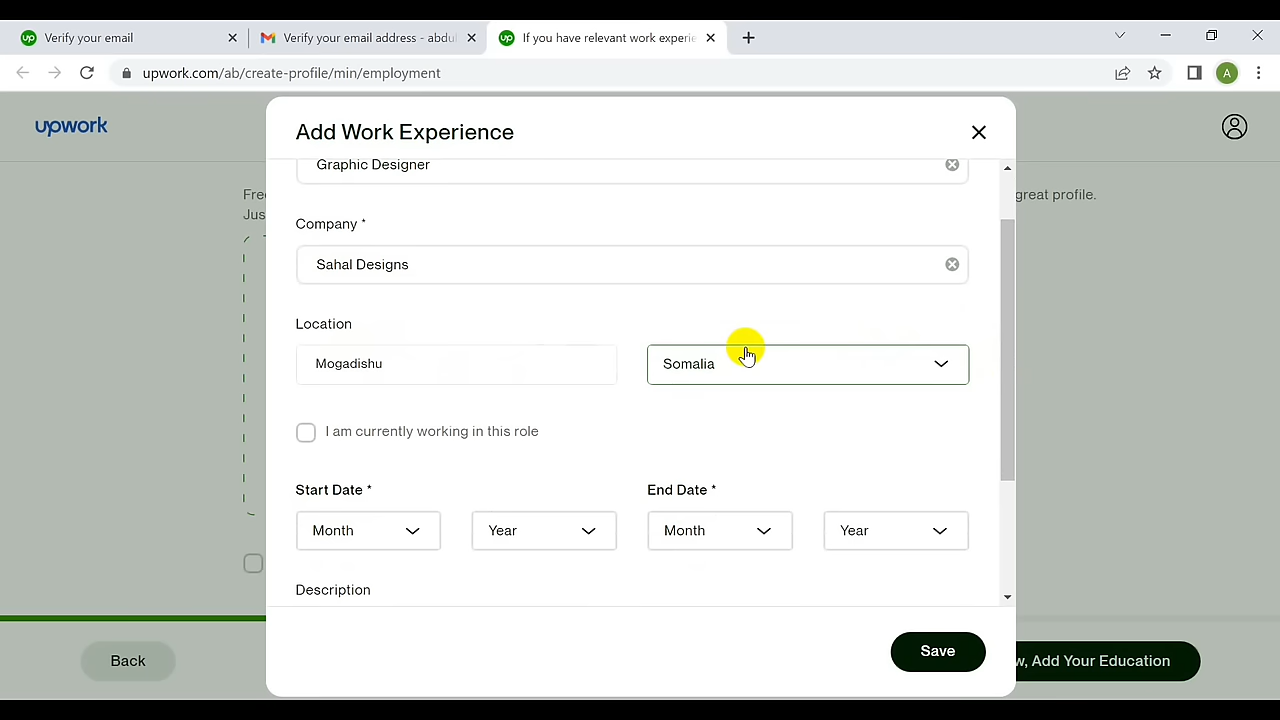 Verify your email
Verify your email address - abdul
If you have relevant work experie
upwork.com/ab/create-profile/min/employment
A
upwork
Add Work Experience
great profile.
Graphic Designer
Company *
Sahal Designs
Location
Mogadishu
Somalia
I am currently working in this role
Start Date *
End Date *
Month
Year
Month
Year
Description
Back
Save
w, Add Your Education